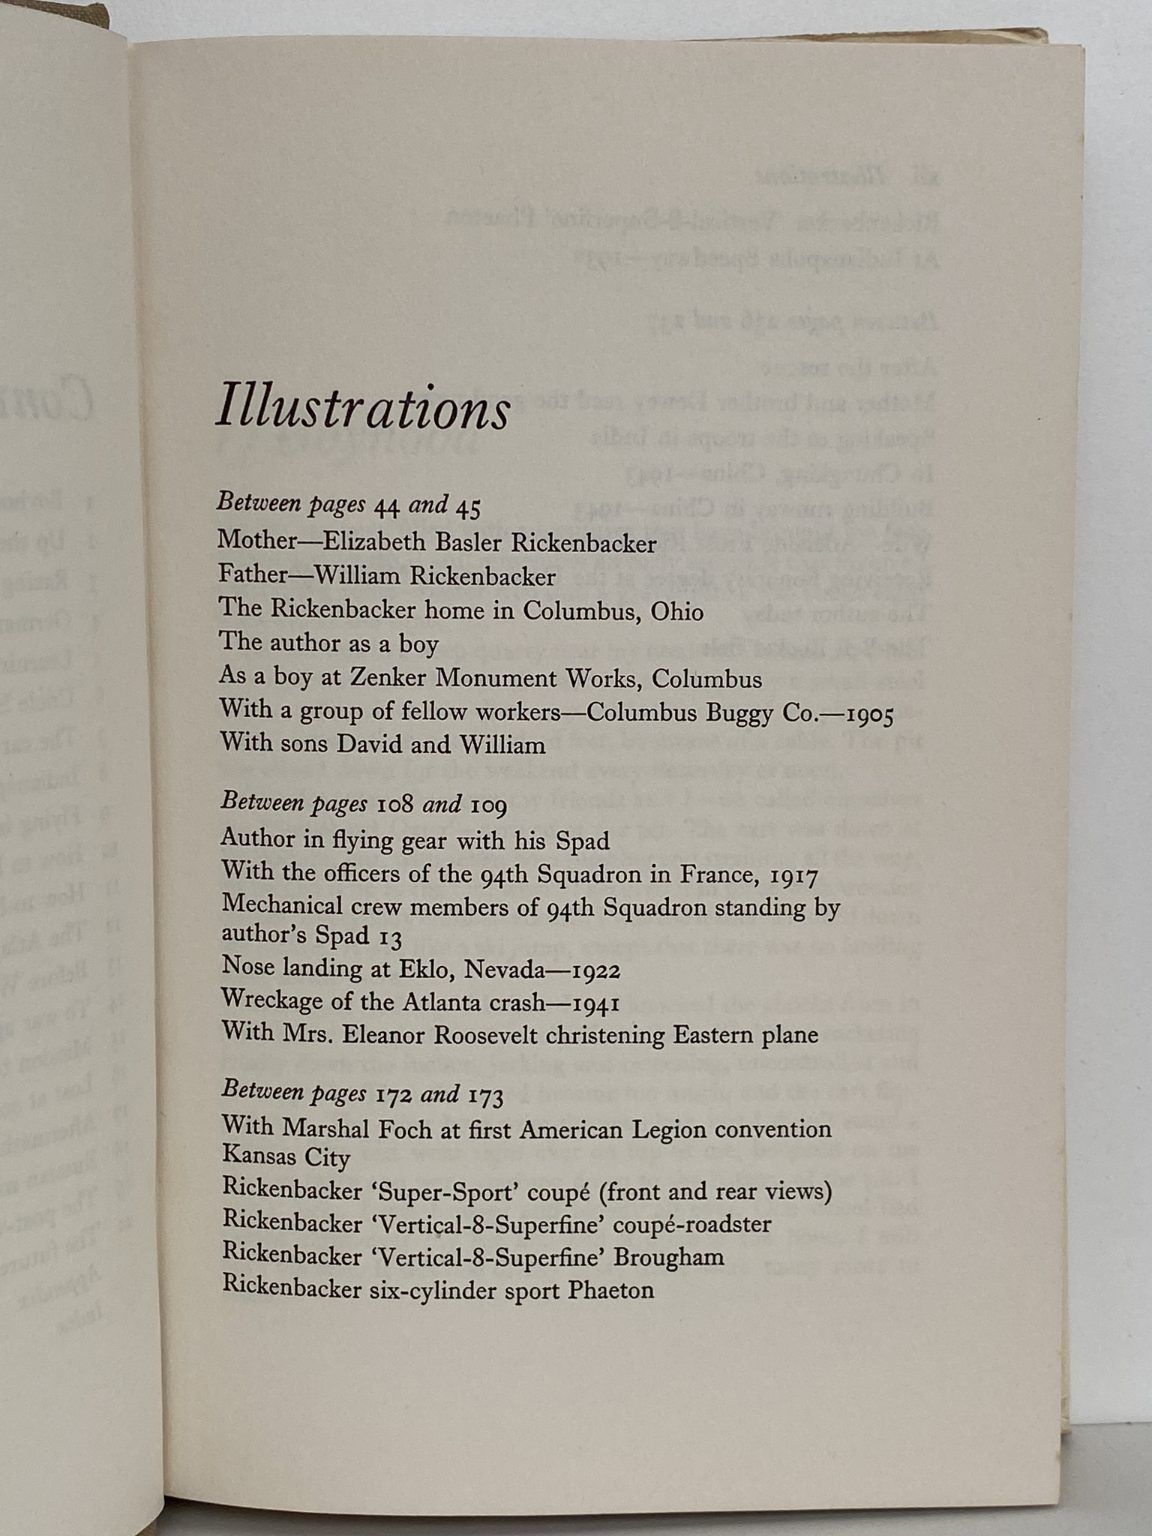 Illustrations
Between pages 44 and 45
Mother—Elizabeth Basler Rickenbacker
Father—William Rickenbacker
The Rickenbacker home in Columbus, Ohio
The author as a boy
As a boy at Zenker Monument Works, Columbus
With a group of fellow workers—Columbus Buggy Co.—1905
With sons David and William
Between pages 108 and 109
Author in flying gear with his Spad
With the officers of the 94th Squadron in France, 1917
Mechanical crew members of 94th Squadron standing by
author's Spad 13
Nose landing at Eklo, Nevada—1922
Wreckage of the Atlanta crash—1941
With Mrs. Eleanor Roosevelt christening Eastern plane
Between pages 172 and 173
With Marshal Foch at first American Legion convention
Kansas City
Rickenbacker ‘Super-Sport’ coupé (front and rear views)
Rickenbacker ‘Vertical-8-Superfine’ coupé-roadster
Rickenbacker ‘Vertical-8-Superfine’ Brougham
Rickenbacker six-cylinder sport Phaeton